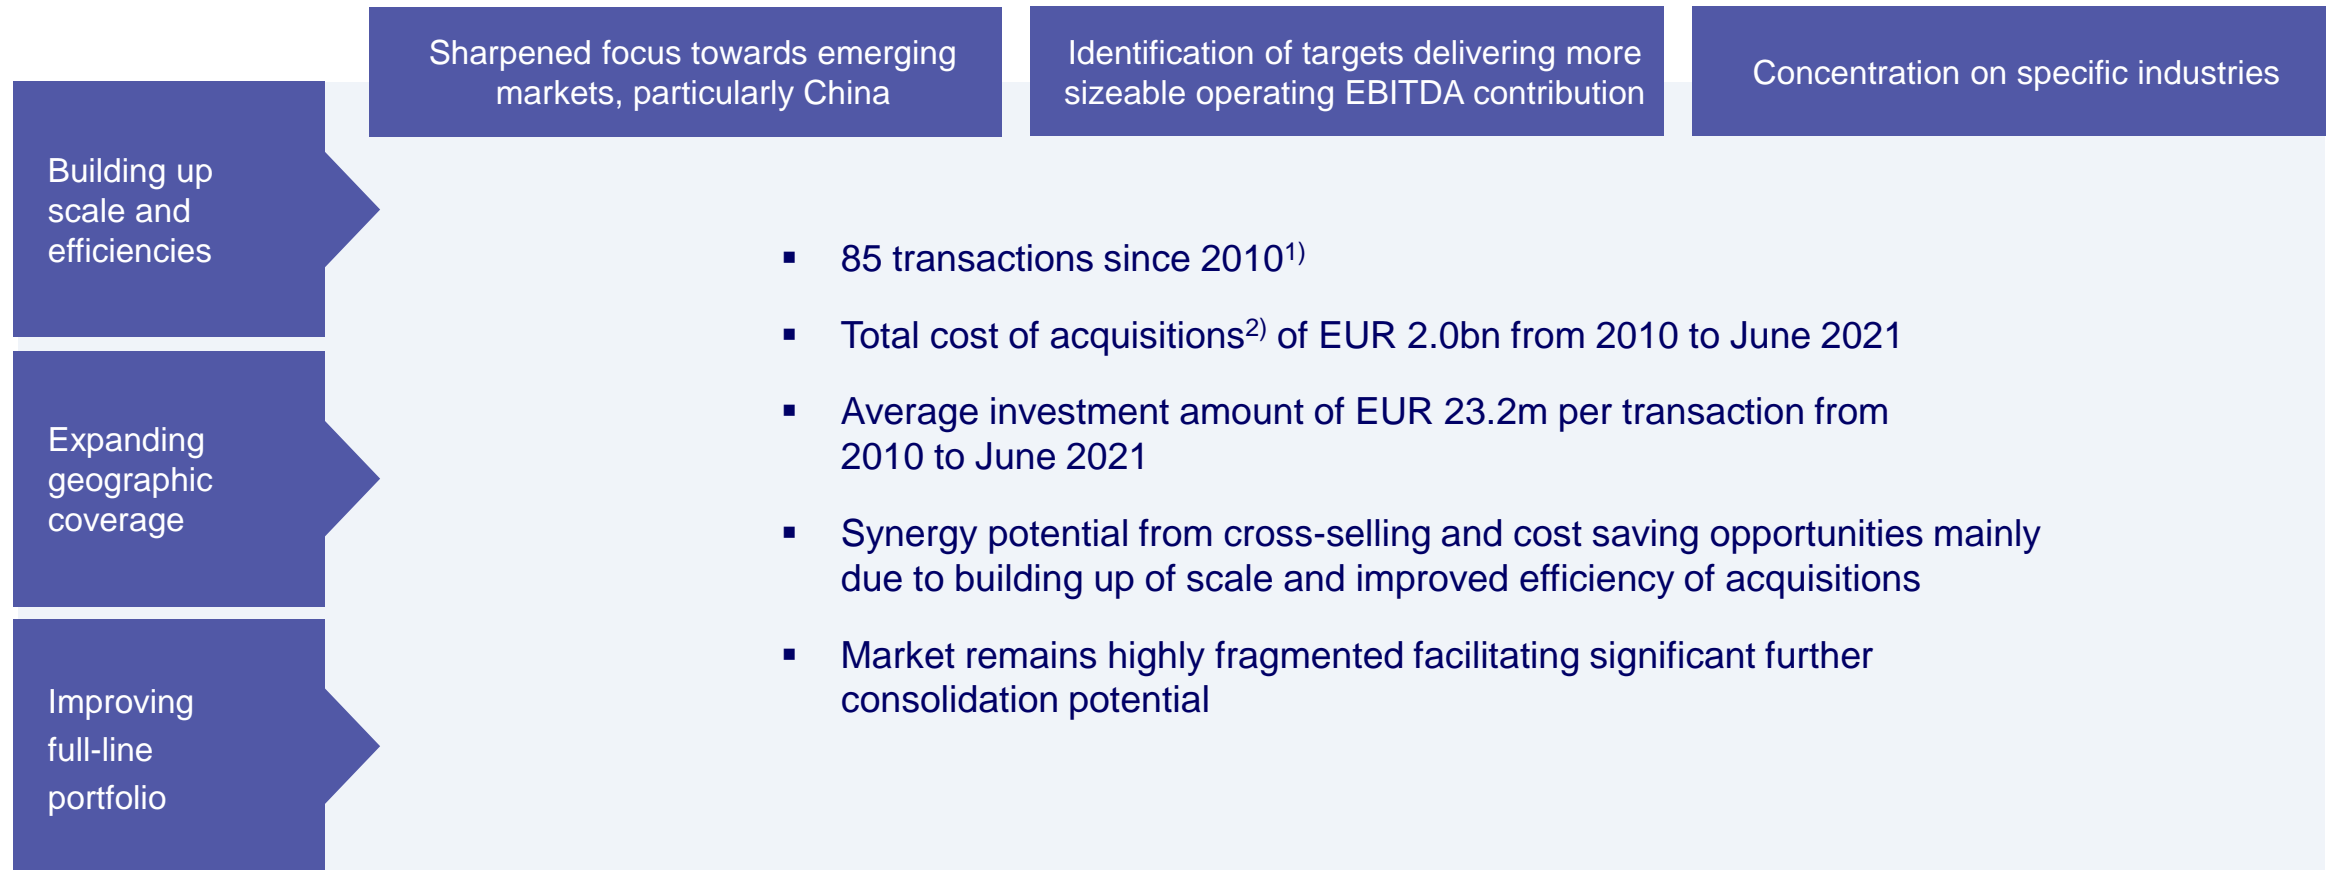 Sharpened focus towards emerging
markets, particularly China
Identification of targets delivering more
sizeable operating EBITDA contribution
Concentration on specific industries
Building up
scale and
efficiencies
Expanding
geographic
coverage
Improving
full-line
portfolio
▪ 85 transactions since 2010¹⁾
▪ Total cost of acquisitions²⁾ of EUR 2.0bn from 2010 to June 2021
▪ Average investment amount of EUR 23.2m per transaction from
2010 to June 2021
▪ Synergy potential from cross-selling and cost saving opportunities mainly
due to building up of scale and improved efficiency of acquisitions
▪ Market remains highly fragmented facilitating significant further
consolidation potential